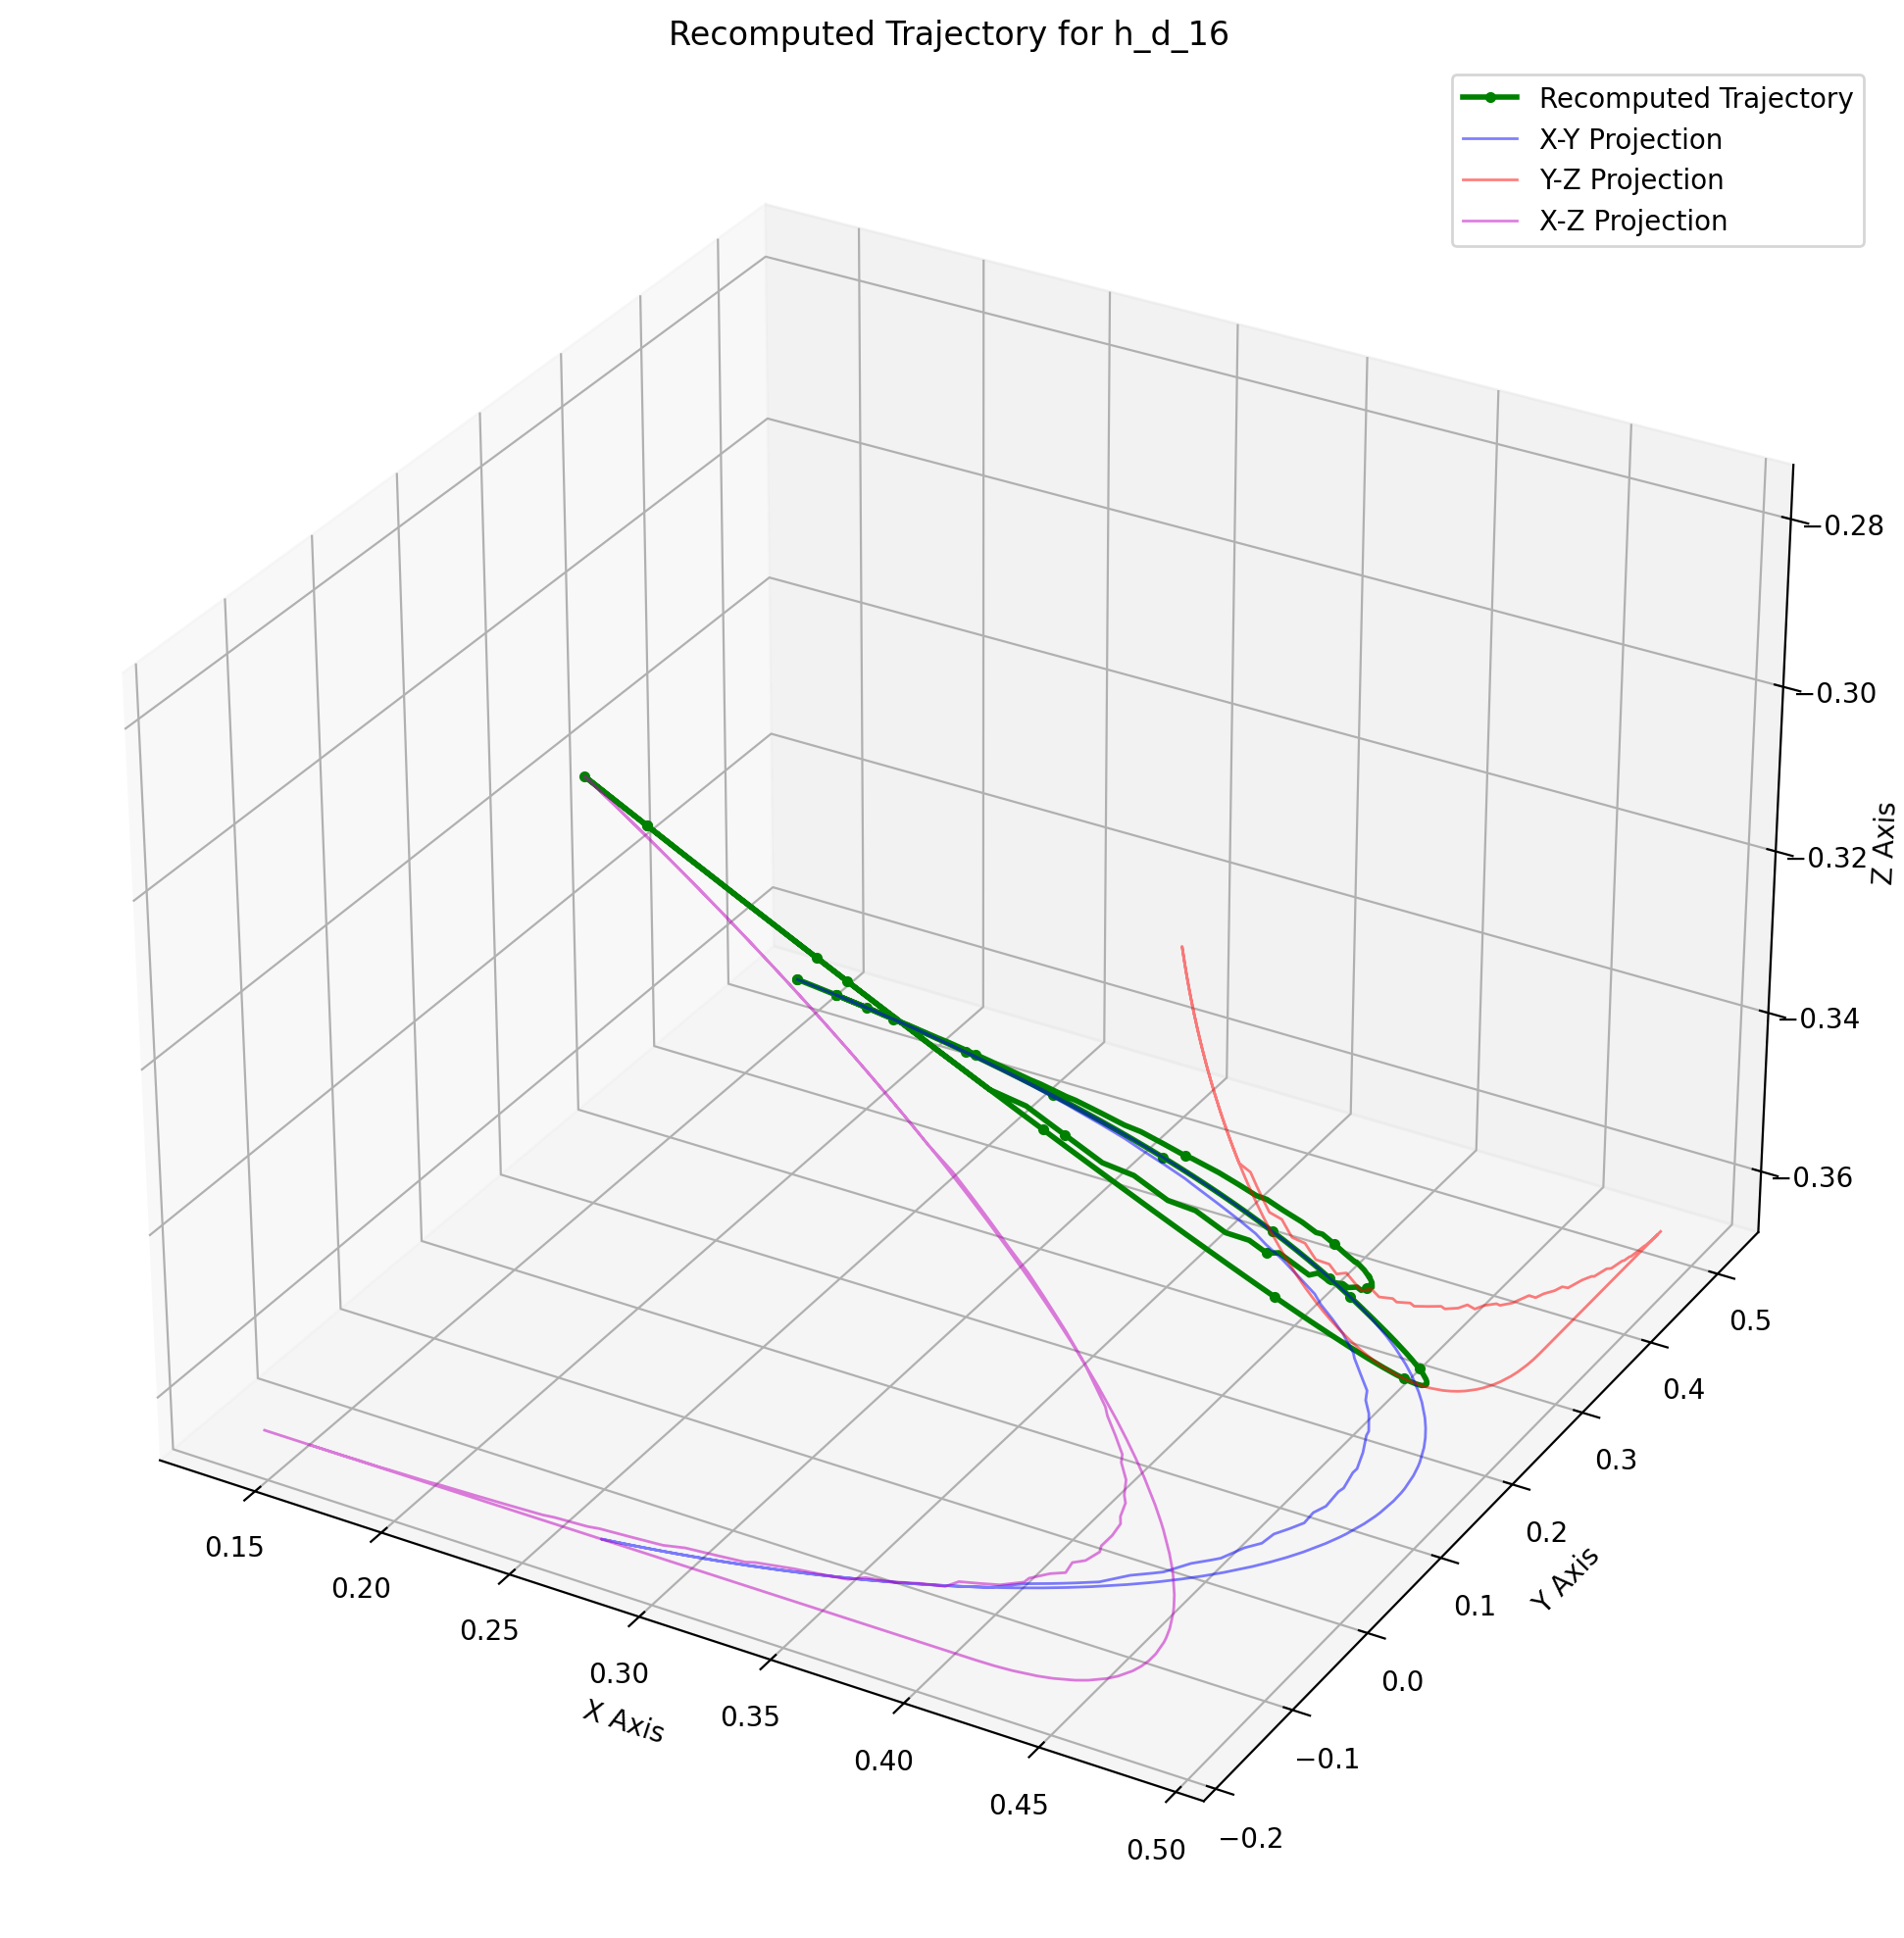 Recomputed Trajectory for h_d_16
Recomputed Trajectory
X-Y Projection
Y-Z Projection
X-Z Projection
−0.28
−0.30
−0.32
−0.34
−0.36
Z Axis
0.5
0.4
0.3
0.2
0.1
0.0
−0.1
−0.2
Y Axis
0.15
0.20
0.25
0.30
0.35
0.40
0.45
0.50
X Axis